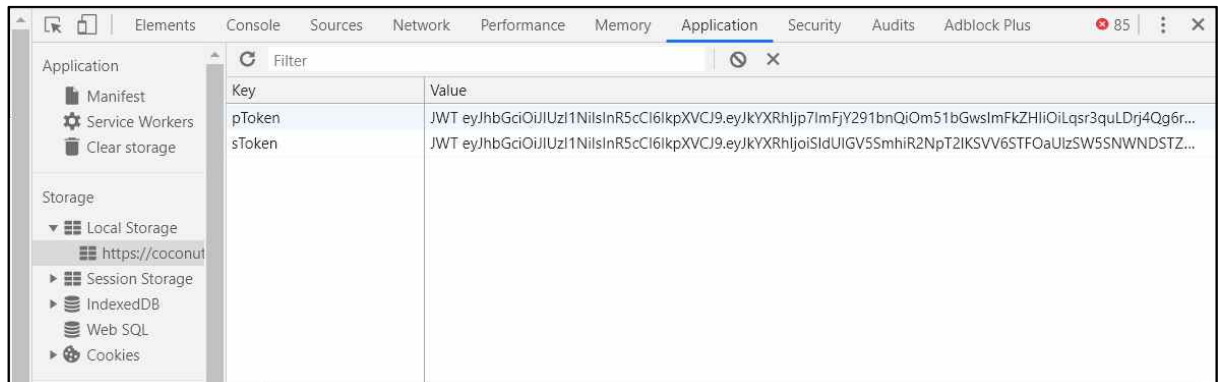 Elements Console Sources Network Performance Memory Application Security Audits Adblock Plus 85
Application
Filter
Manifest
Key Value
Service Workers
pToken JWT eyJhbGciOiJIUzI1NiIsInR5cCI6IkpXVCJ9.eyJkYXRhIjp7ImFjY291bnQiOm51bGwsImFkZHIiOiLqsr3quLDrj4Qg6r...
Clear storage
sToken JWT eyJhbGciOiJIUzI1NiIsInR5cCI6IkpXVCJ9.eyJkYXRhIjoiSldUIGV5SmhiR2NpT2lKSVV6STFOaUlzSW5SNWNDSTZ...
Storage
Local Storage
https://coconut
Session Storage
IndexedDB
Web SQL
Cookies